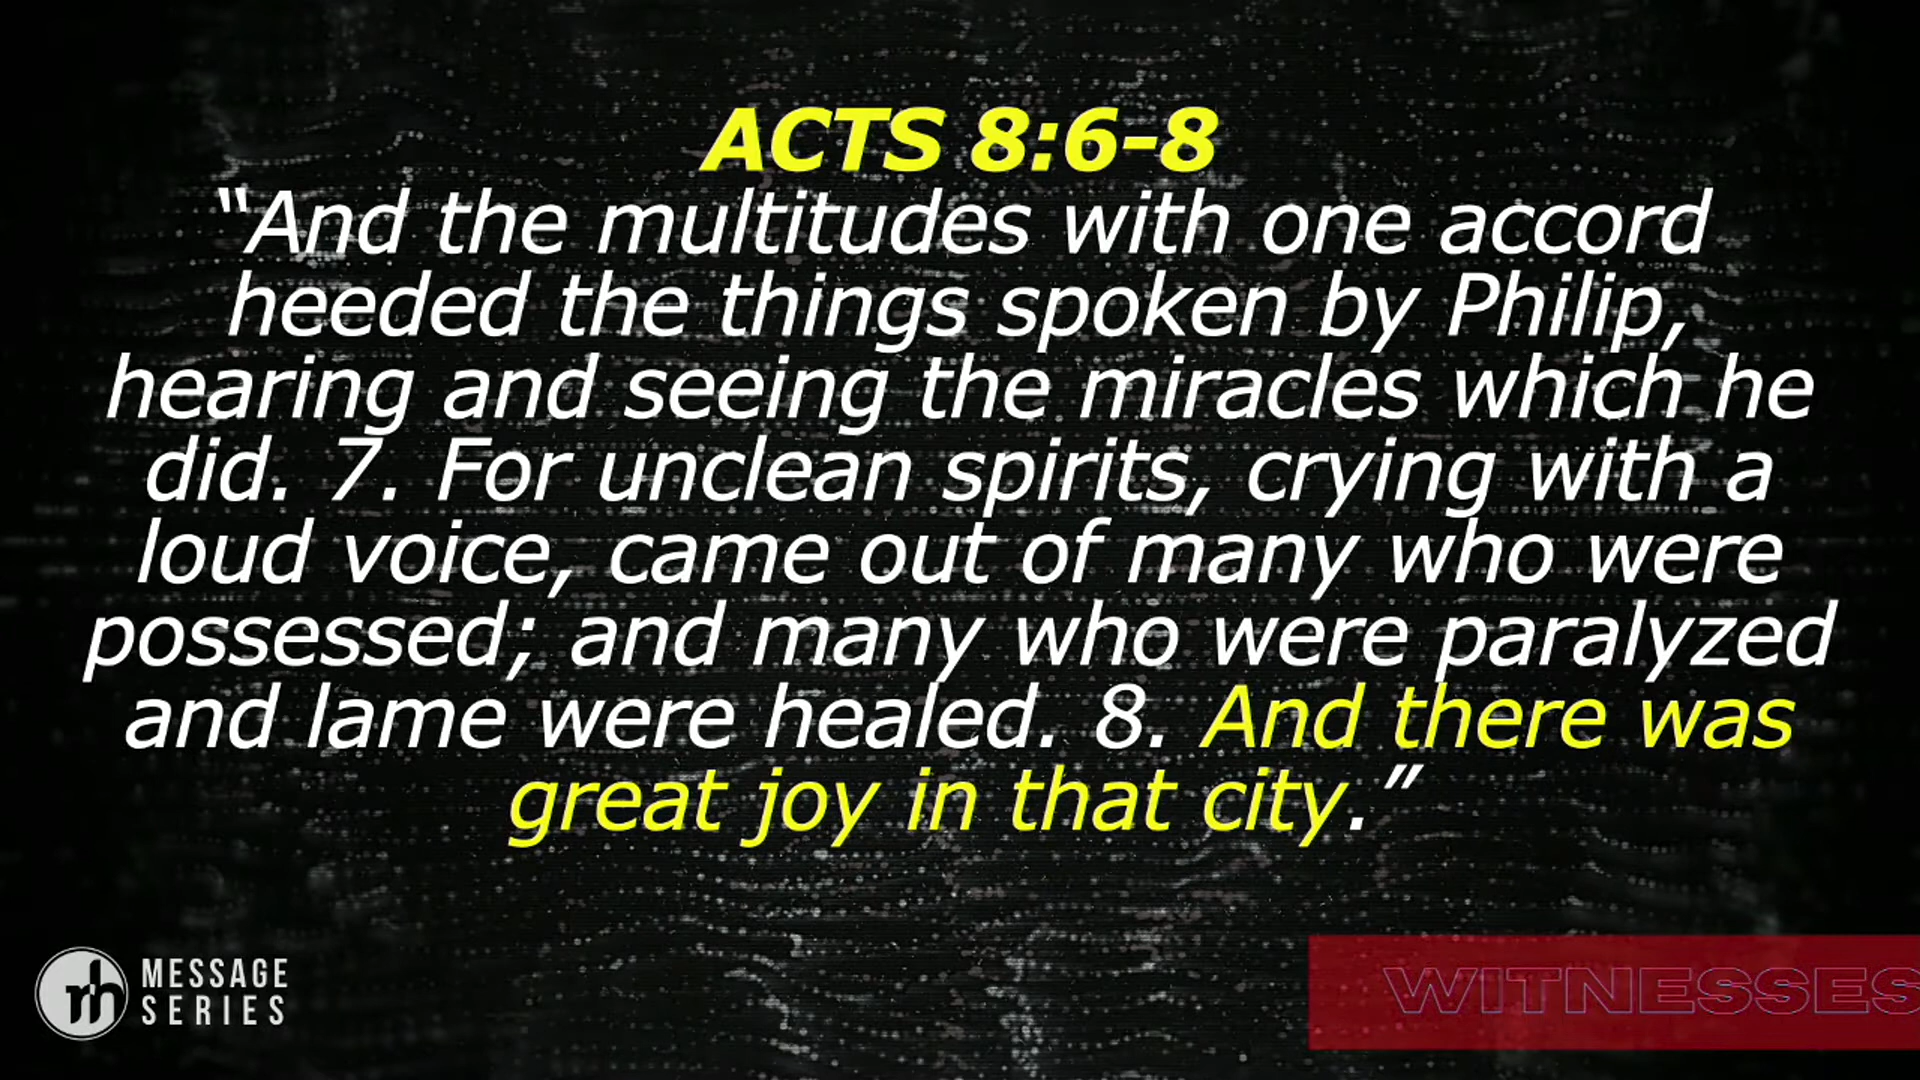 ACTS 8:6-8
“And the multitudes with one accord
heeded the things spoken by Philip,
hearing and seeing the miracles which he
did. 7. For unclean spirits, crying with a
loud voice, came out of many who were
possessed; and many who were paralyzed
and lame were healed. 8. And there was
great joy in that city.”
rh
MESSAGE
SERIES
WITNESSES